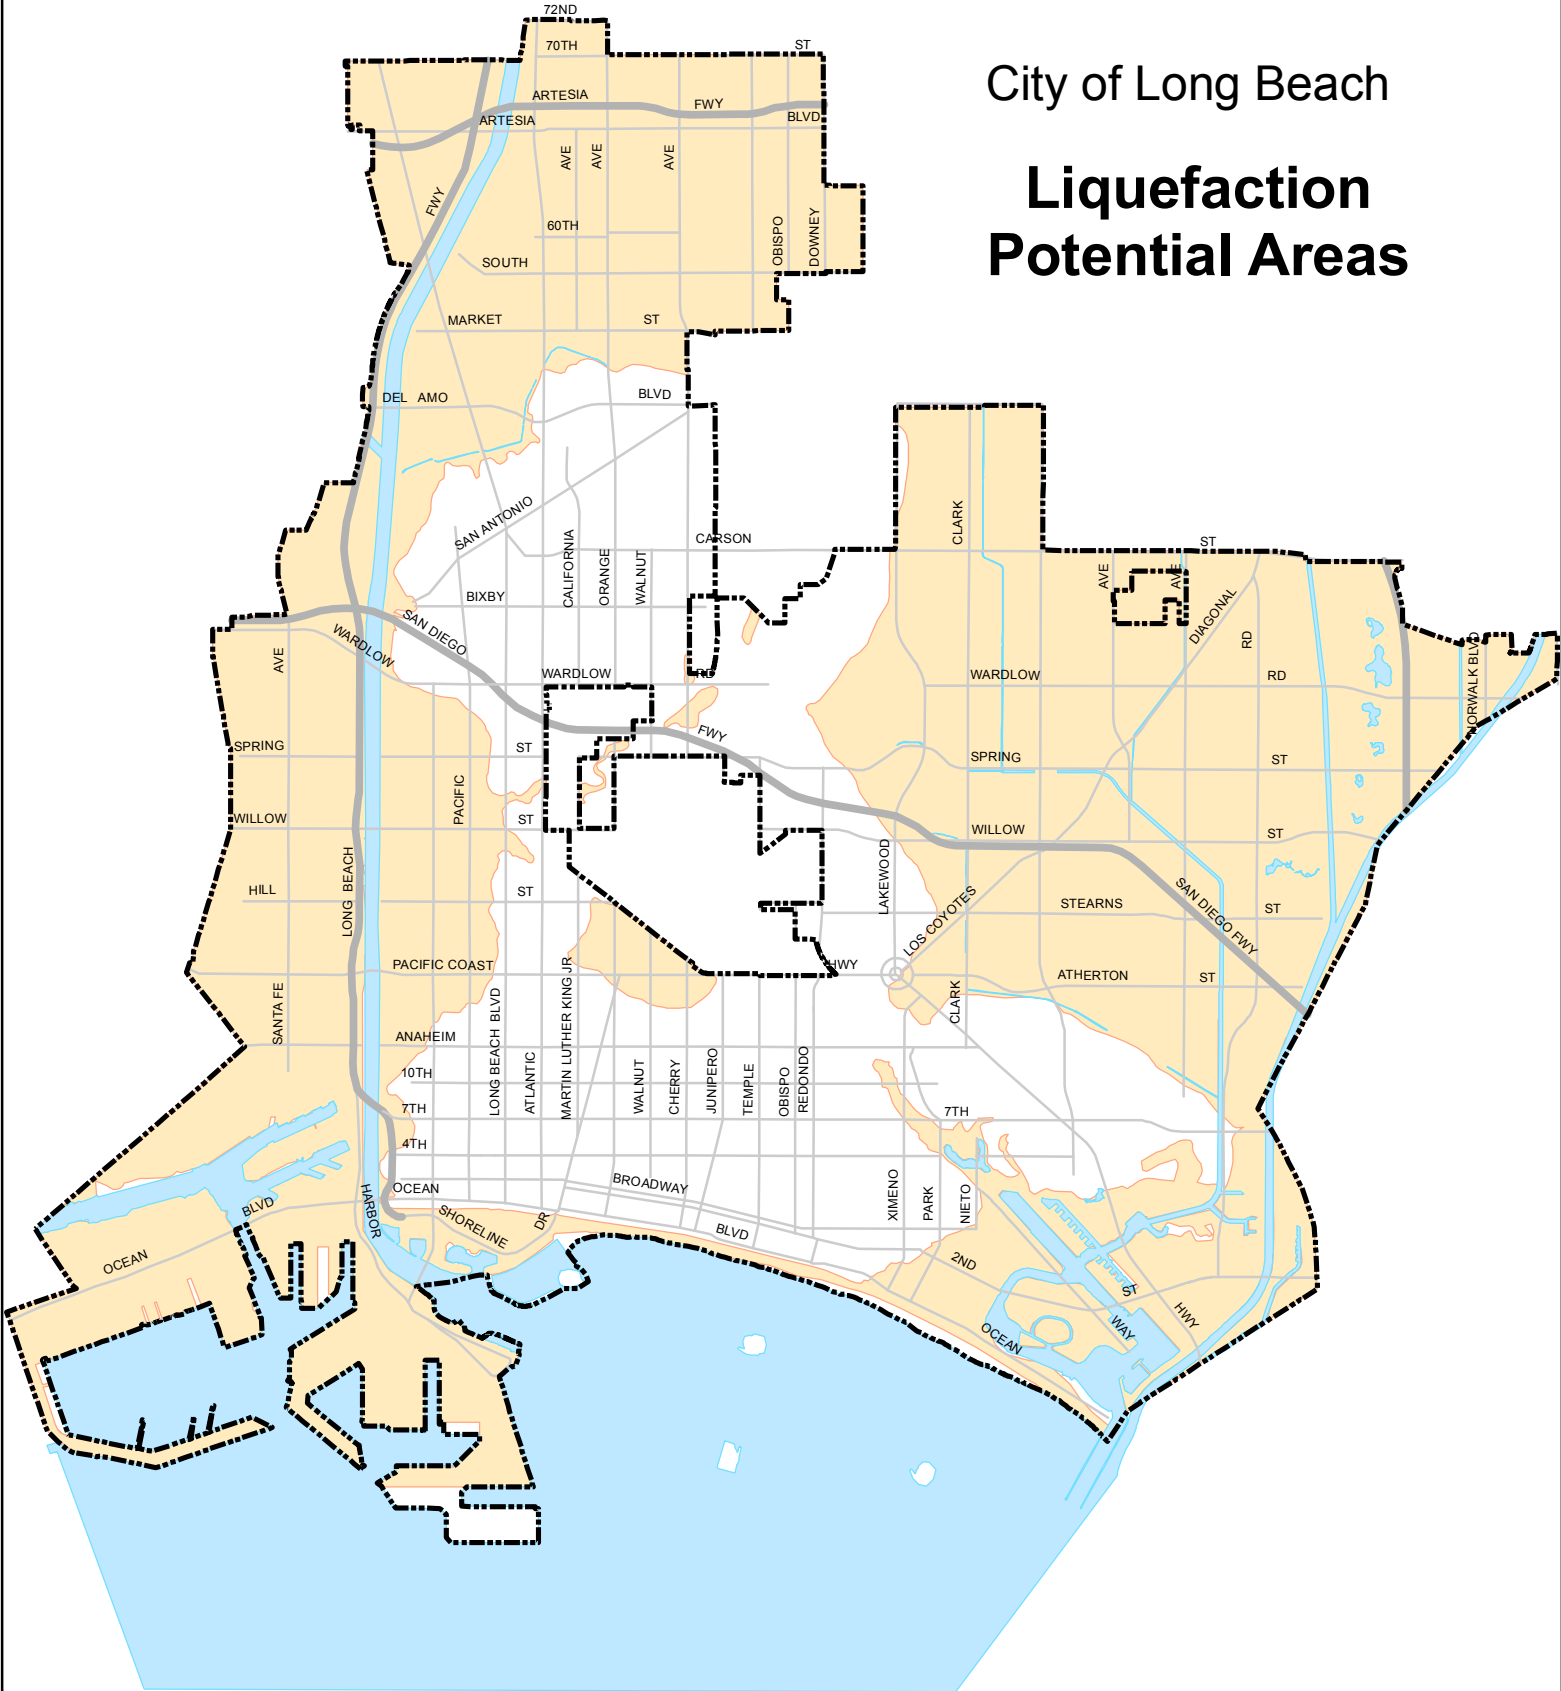 City of Long Beach
Liquefaction
Potential Areas
72ND
70TH
ST
ARTESIA
FWY
ARTESIA
BLVD
AVE
AVE
AVE
FWY
60TH
OBISPO
DOWNEY
SOUTH
MARKET
ST
DEL AMO
BLVD
SAN ANTONIO
CARSON
CLARK
ST
CALIFORNIA
ORANGE
WALNUT
AVE
AVE
BIXBY
SAN DIEGO
DIAGONAL
RD
WARDLOW
AVE
WARDLOW
RD
WARDLOW
RD
NORWALK BLVD
SPRING
ST
FWY
SPRING
ST
PACIFIC
WILLOW
ST
WILLOW
ST
LONG BEACH
LAKEWOOD
HILL
ST
LOS COYOTES
STEARNS
SAN DIEGO FWY
ST
PACIFIC COAST
HWY
ATHERTON
ST
SANTA FE
LONG BEACH BLVD
MARTIN LUTHER KING JR
CLARK
ANAHEIM
10TH
ATLANTIC
WALNUT
CHERRY
JUNIPERO
TEMPLE
OBISPO
REDONDO
7TH
7TH
4TH
OCEAN
BROADWAY
XIMENO
PARK
NIETO
BLVD
HARBOR
SHORELINE
DR
BLVD
OCEAN
2ND
ST
HWY
WAY
OCEAN